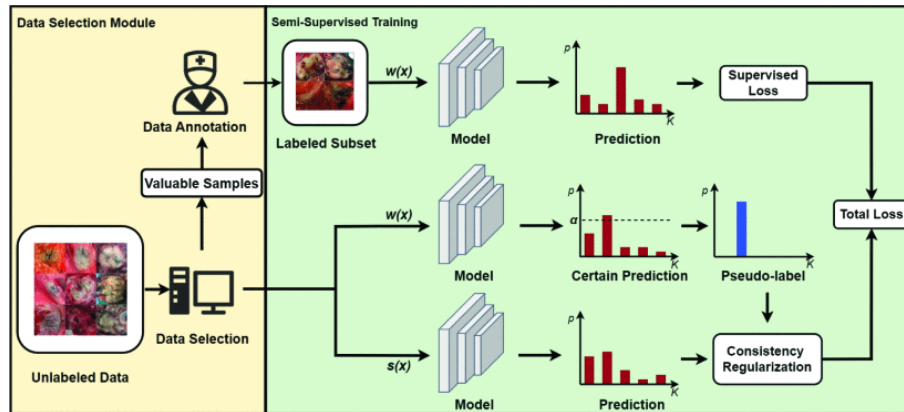 Data Selection Module
Semi-Supervised Training
Data Annotation
Valuable Samples
Unlabeled Data
Data Selection
Labeled Subset
w(x)
Model
p
K
Prediction
Supervised
Loss
w(x)
Model
p
α
K
Certain Prediction
p
K
Pseudo-label
Total Loss
s(x)
Model
p
K
Prediction
Consistency
Regularization